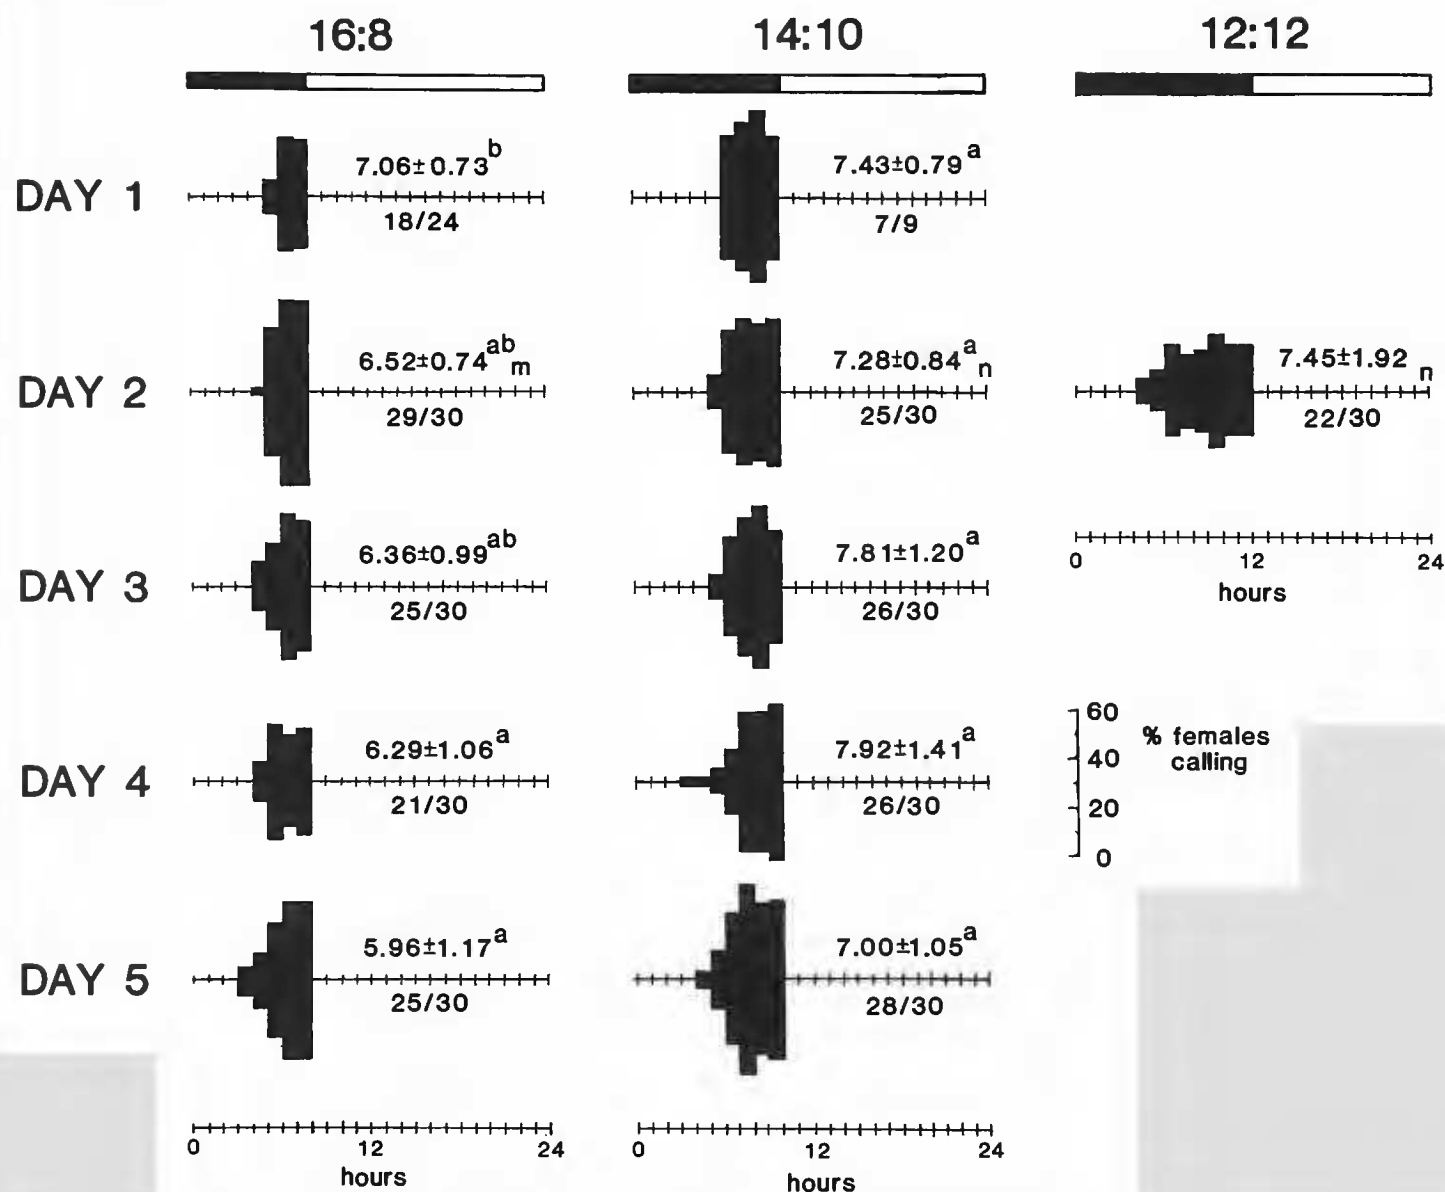 16:8 14:10 12:12
DAY 1 7.06±0.73b 7.43±0.79a
18/24 7/9
DAY 2 6.52±0.74abm 7.28±0.84an 7.45±1.92n
29/30 25/30 22/30
DAY 3 6.36±0.99ab 7.81±1.20a
25/30 26/30
0 12 24
hours
DAY 4 6.29±1.06a 7.92±1.41a
21/30 26/30
60
40
20
0
% females
calling
DAY 5 5.96±1.17a 7.00±1.05a
25/30 28/30
0 12 24 0 12 24
hours hours